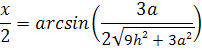 x/2 = arcsin(3a/(2√(9h² + 3a²)))